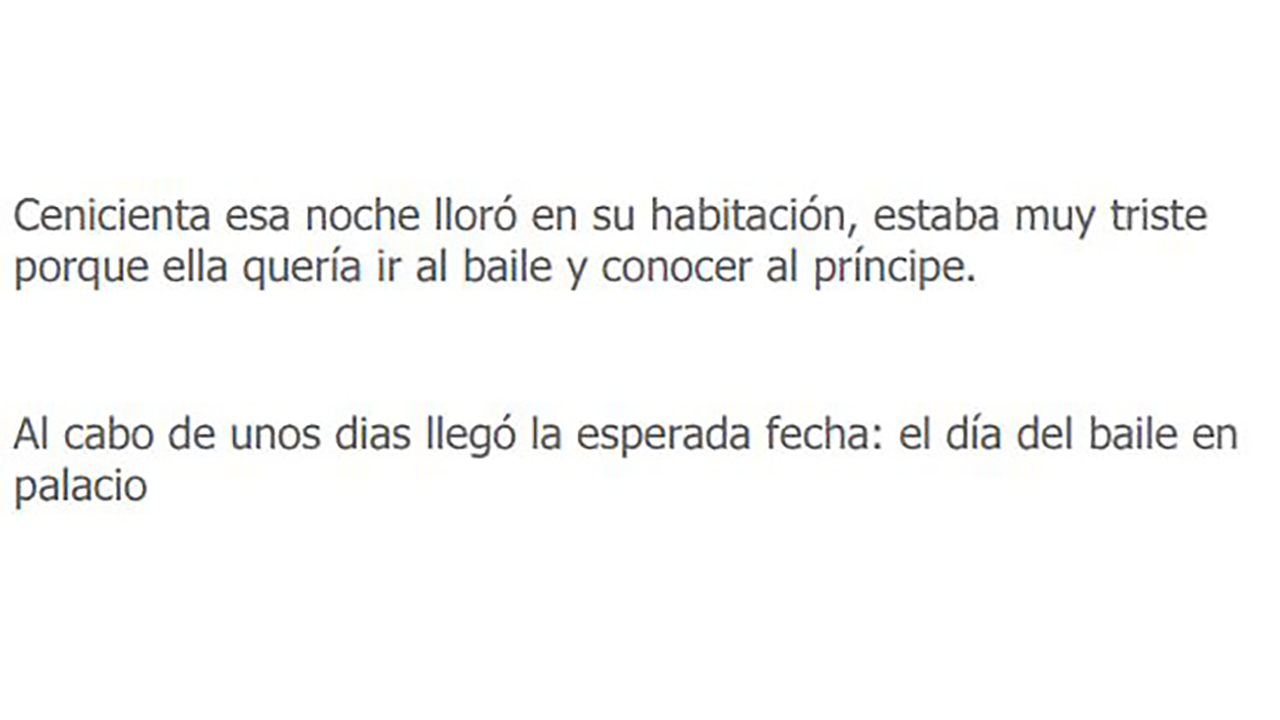 Cenicienta esa noche lloró en su habitación, estaba muy triste
porque ella quería ir al baile y conocer al príncipe.
Al cabo de unos dias llegó la esperada fecha: el día del baile en
palacio